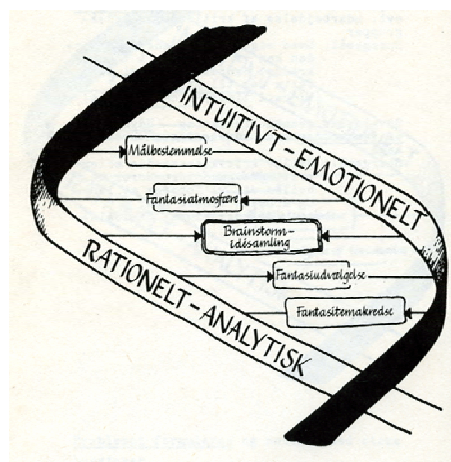 INTUITIVT-EMOTIONELT
Målbestemmelse
Fantasiatmosfære
Brainstorm-
idésamling
Fantasiudvælgelse
Fantasitemakredse
RATIONELT-ANALYTISK